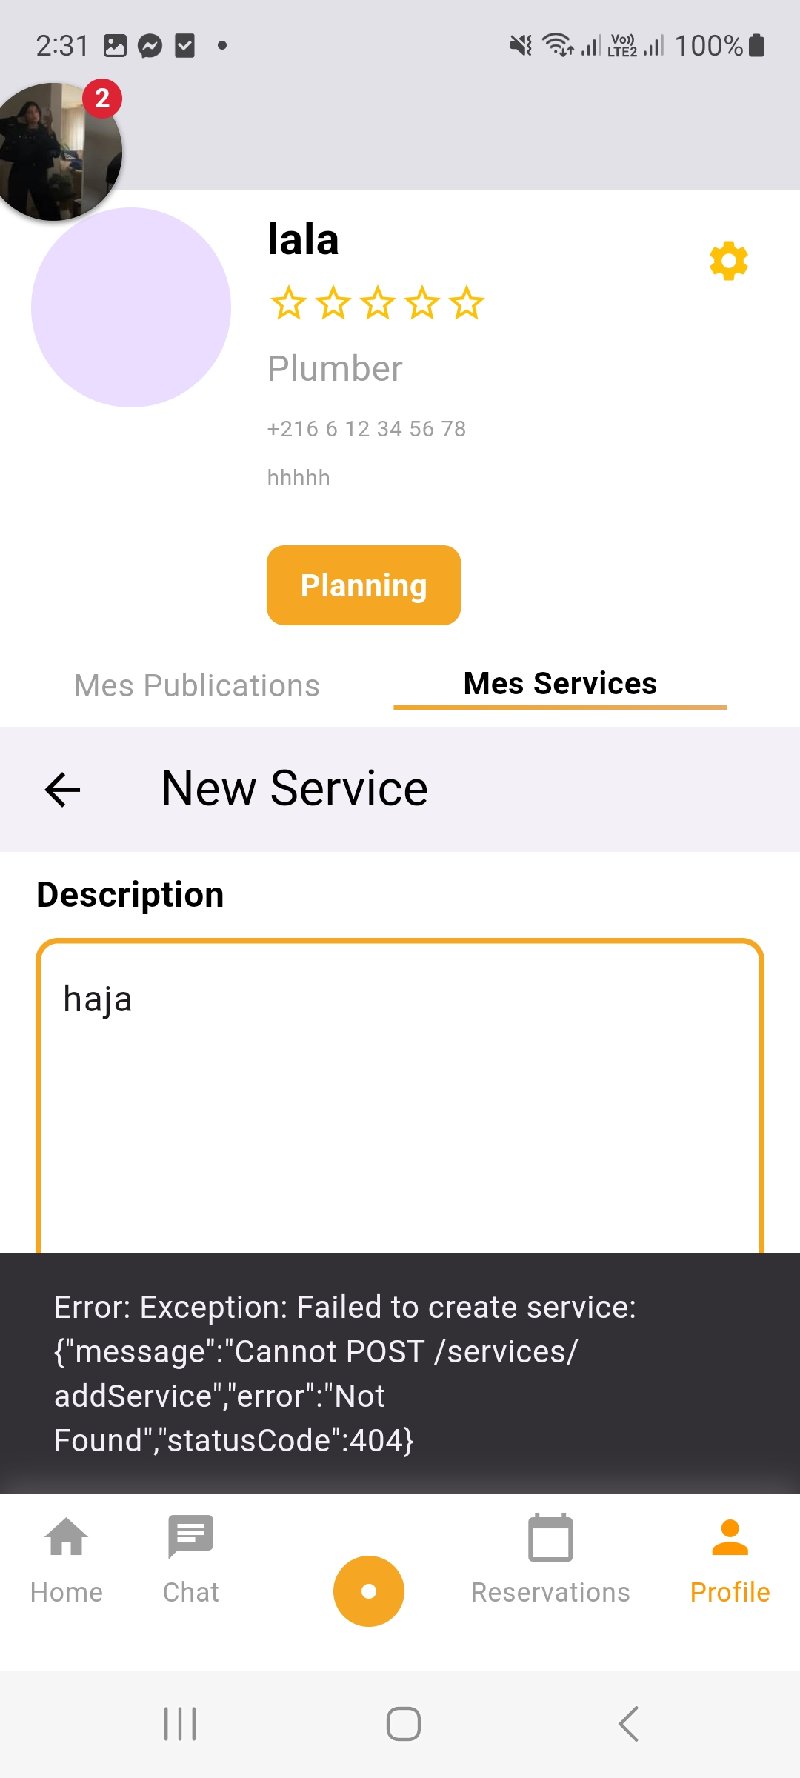 2:31
Vo)) LTE2
100%
2
lala
Plumber
+216 6 12 34 56 78
hhhhh
Planning
Mes Publications
Mes Services
New Service
Description
haja
Error: Exception: Failed to create service:
{"message":"Cannot POST /services/
addService","error":"Not
Found","statusCode":404}
Home
Chat
Reservations
Profile